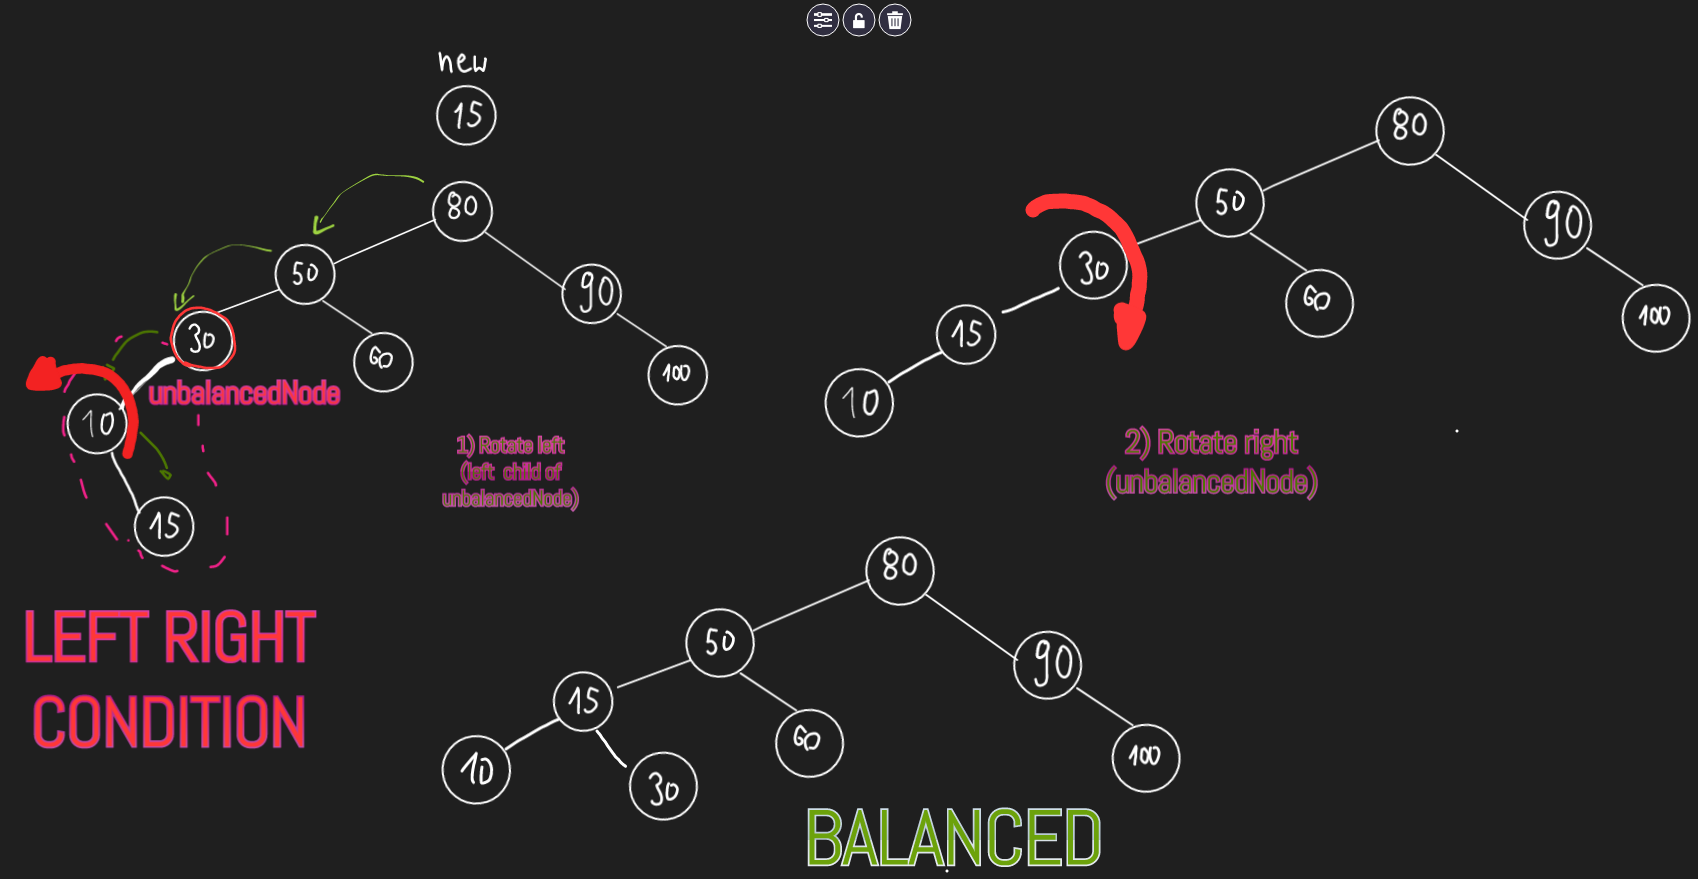 new
15
80
50
90
30
60
100
unbalancedNode
10
15
1) Rotate left
(left child of
unbalancedNode)
LEFT RIGHT
CONDITION
80
50
90
30
60
100
15
10
2) Rotate right
(unbalancedNode)
80
50
90
15
60
100
10
30
BALANCED